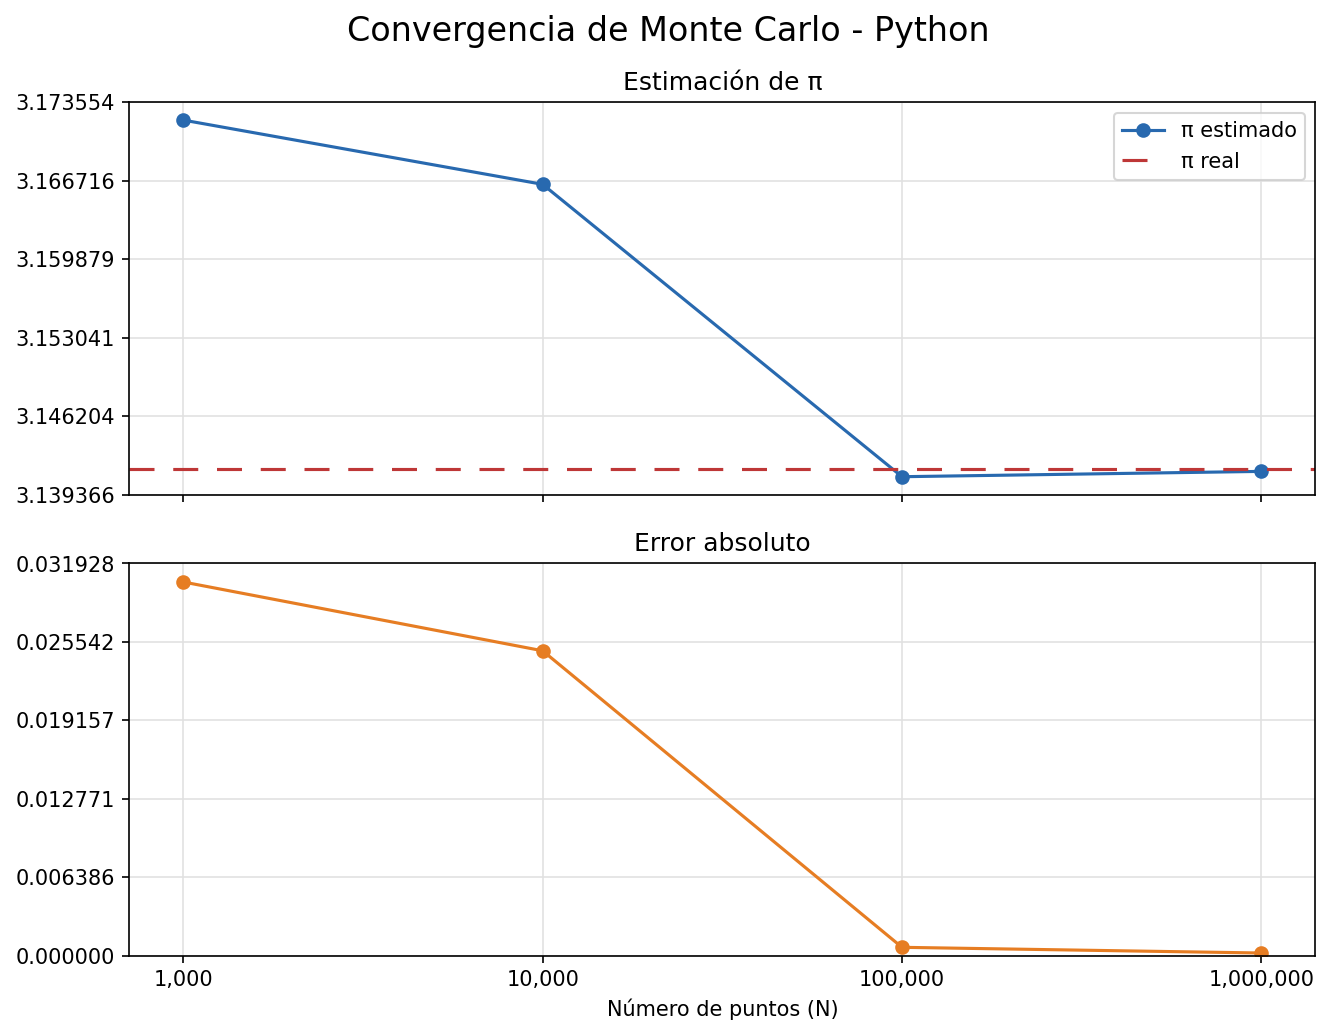 Convergencia de Monte Carlo - Python
Estimación de π
3.173554
3.166716
3.159879
3.153041
3.146204
3.139366
π estimado
π real
Error absoluto
0.031928
0.025542
0.019157
0.012771
0.006386
0.000000
1,000
10,000
100,000
1,000,000
Número de puntos (N)